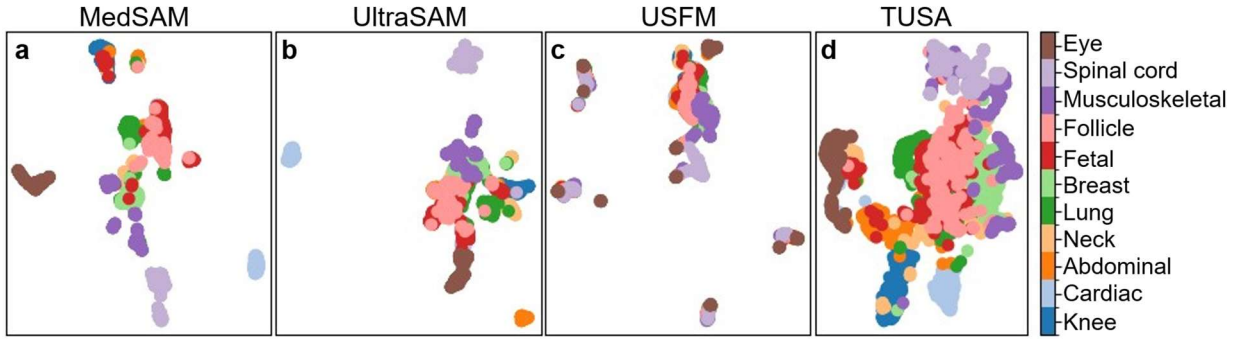 MedSAM UltraSAM USFM TUSA
a b c d
Eye
Spinal cord
Musculoskeletal
Follicle
Fetal
Breast
Lung
Neck
Abdominal
Cardiac
Knee